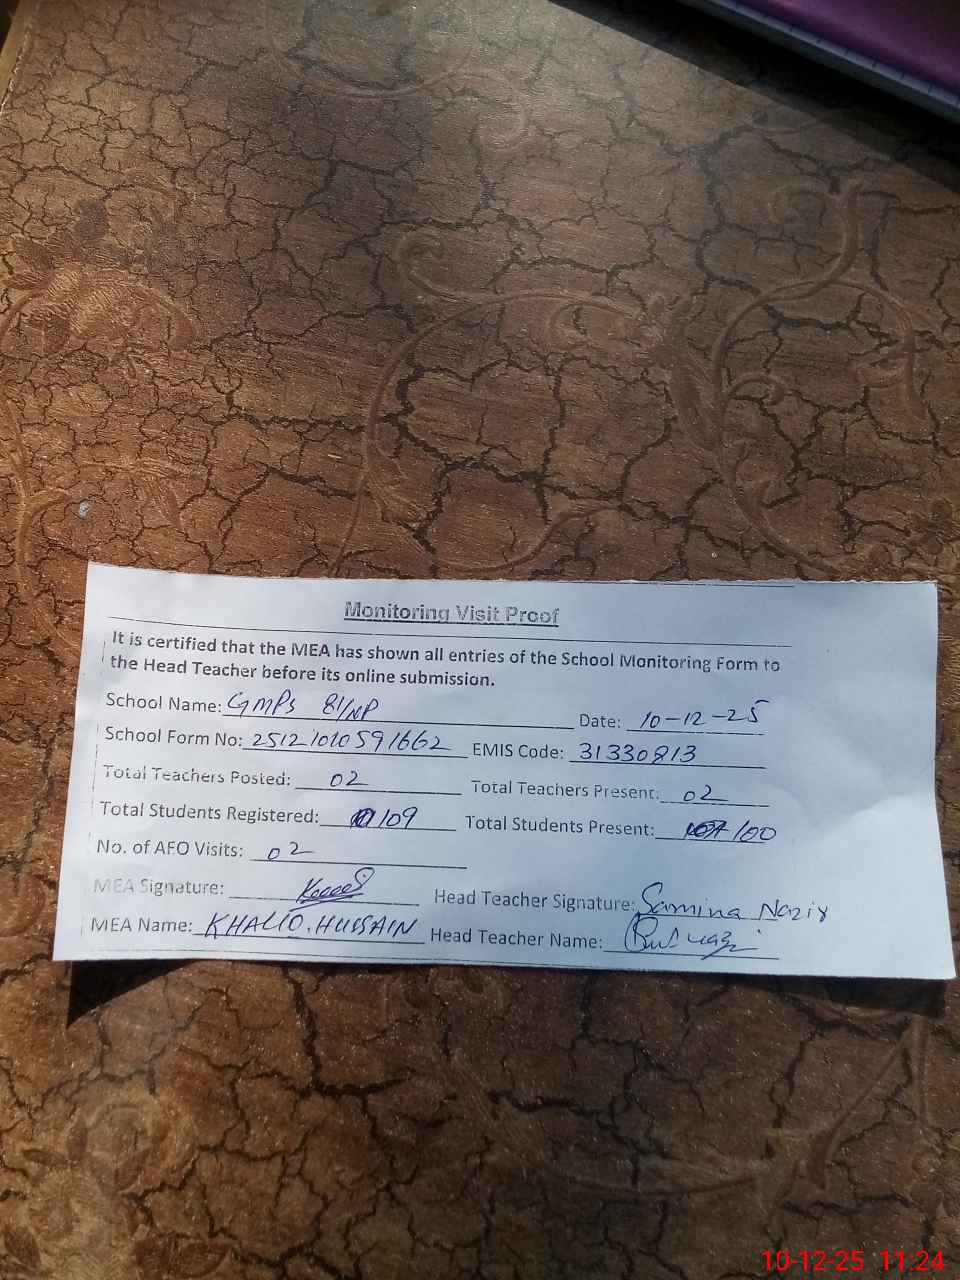 Monitoring Visit Proof
It is certified that the MEA has shown all entries of the School Monitoring Form to
the Head Teacher before its online submission.
School Name: GMPS 81/NP Date: 10-12-25
School Form No: 25121010591662 EMIS Code: 31330813
Total Teachers Posted: 02 Total Teachers Present: 02
Total Students Registered: 109 Total Students Present: 100
No. of AFO Visits: 02
MEA Signature: Head Teacher Signature: Samina Nazir
MEA Name: KHALID. HUSSAIN Head Teacher Name:
10-12-25 11:24